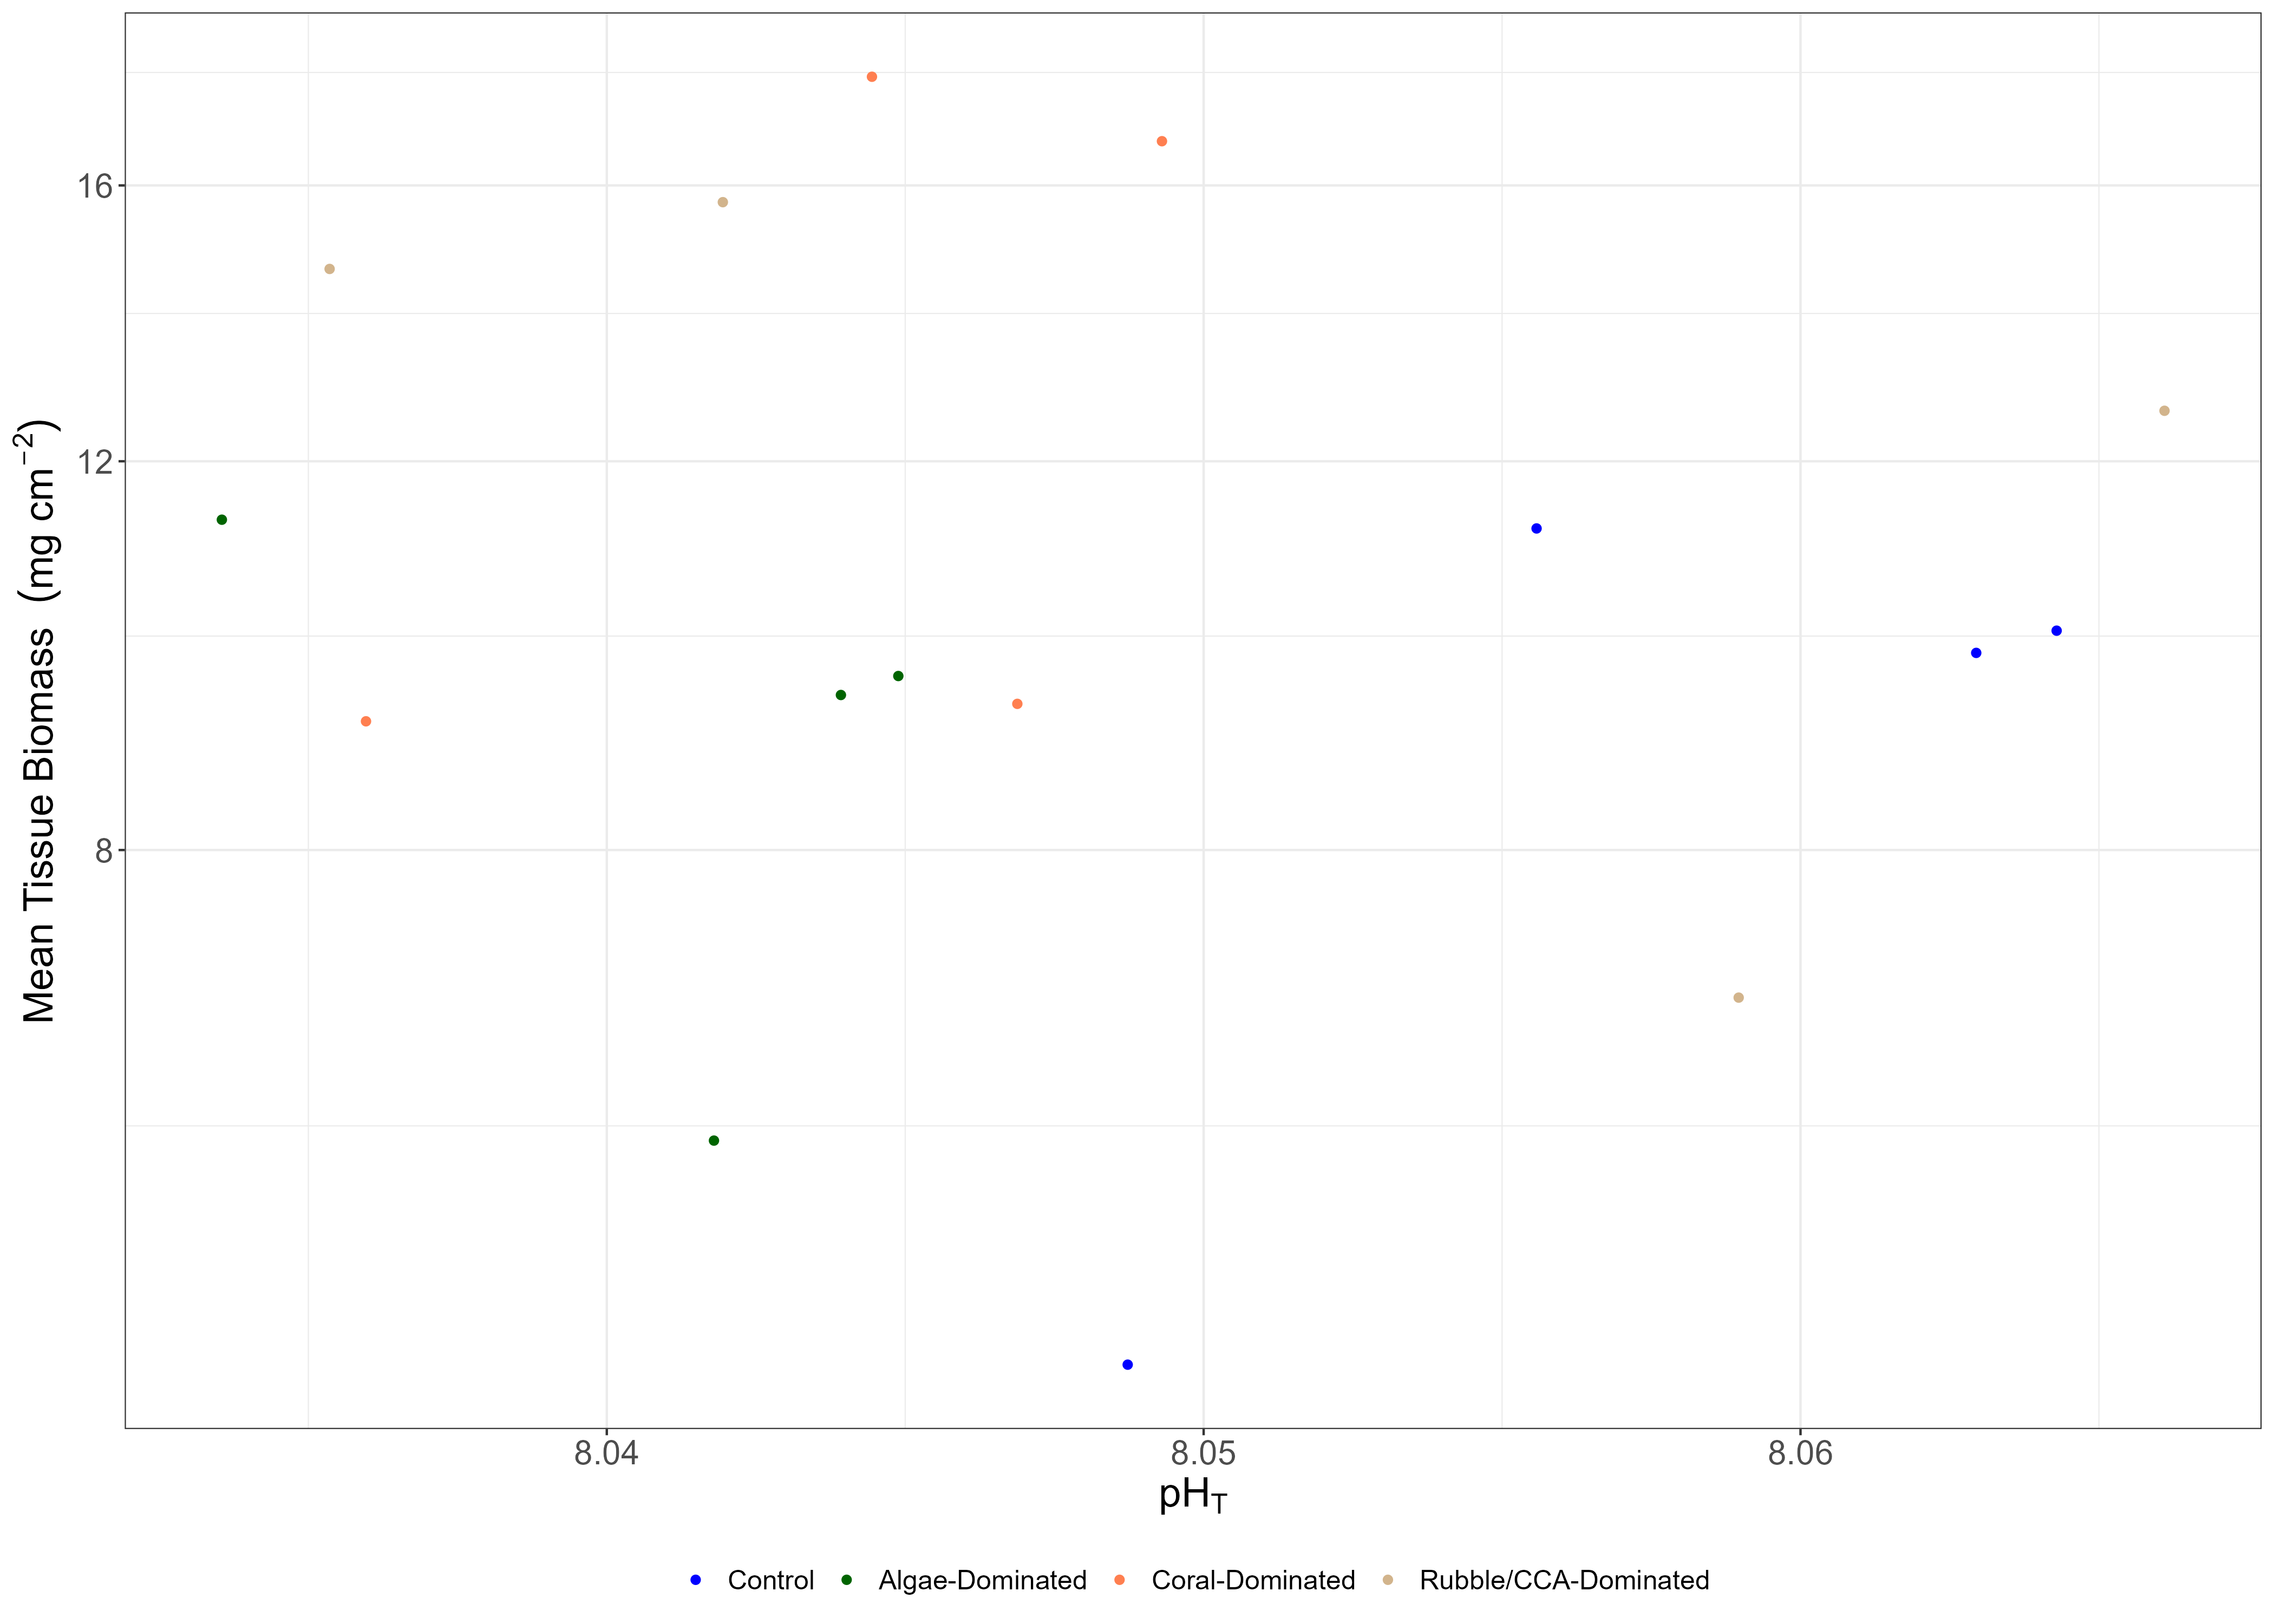 Mean Tissue Biomass (mg cm⁻²)
16
12
8
8.04 8.05 8.06
pH_T
Control Algae-Dominated Coral-Dominated Rubble/CCA-Dominated